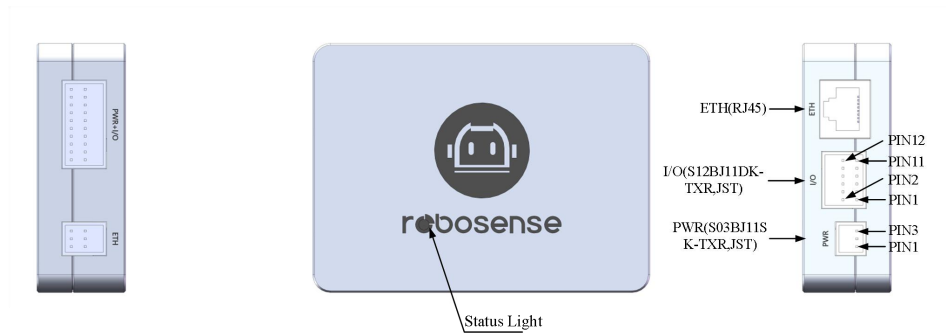 PWR+I/O
ETH
robosense
Status Light
ETH(RJ45)
ETH
I/O(S12BJ11DK-
TXR,JST)
I/O
PWR(S03BJ11S
K-TXR,JST)
PWR
PIN12
PIN11
PIN2
PIN1
PIN3
PIN1